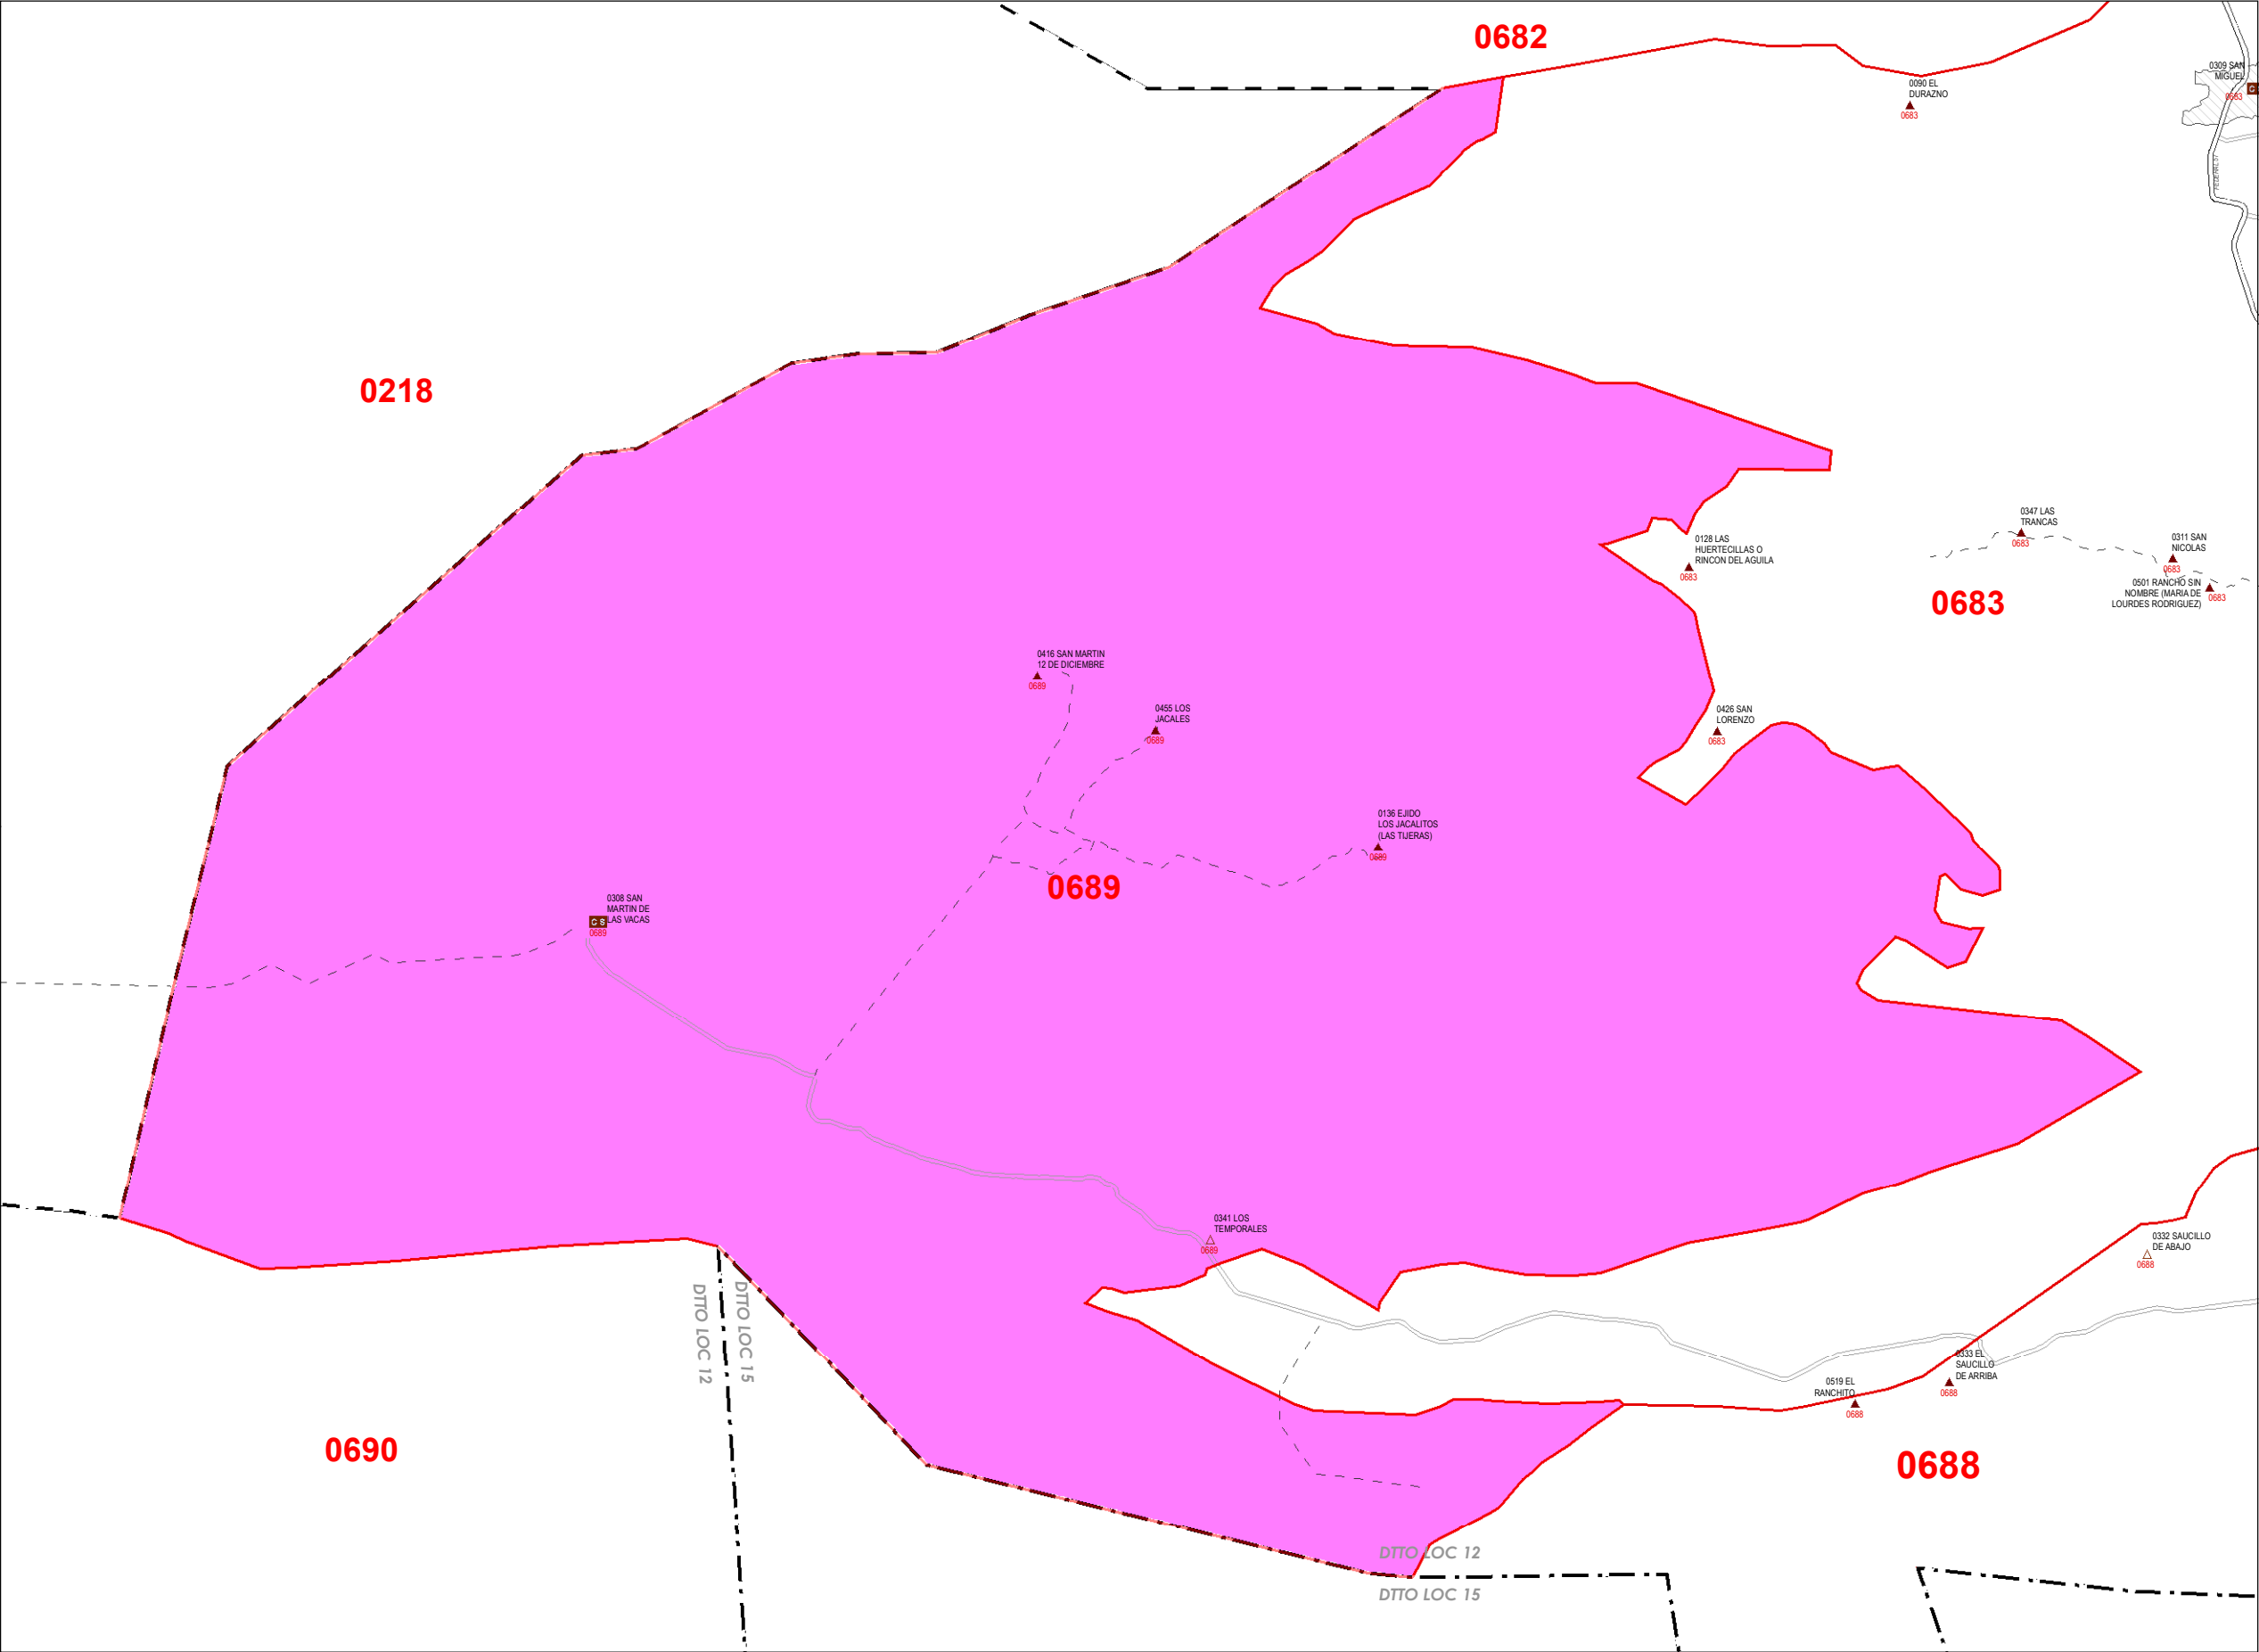 0682
0309 SAN
MIGUEL
0683
C
0090 EL
DURAZNO
0683
FEDERAL 57
0218
0347 LAS
TRANCAS
0683
0311 SAN
NICOLAS
0683
0128 LAS
HUERTECILLAS O
RINCON DEL AGUILA
0683
0501 RANCHO SIN
NOMBRE (MARIA DE
LOURDES RODRIGUEZ)
0683
0683
0416 SAN MARTIN
12 DE DICIEMBRE
0689
0455 LOS
JACALES
0689
0426 SAN
LORENZO
0683
0136 EJIDO
LOS JACALITOS
(LAS TIJERAS)
0689
0689
0308 SAN
MARTIN DE
LAS VACAS
C S
0689
0341 LOS
TEMPORALES
0689
0332 SAUCILLO
DE ABAJO
0688
DTTO LOC 12
DTTO LOC 15
0333 EL
SAUCILLO
DE ARRIBA
0688
0519 EL
RANCHITO
0688
0690
0688
DTTO LOC 12
DTTO LOC 15